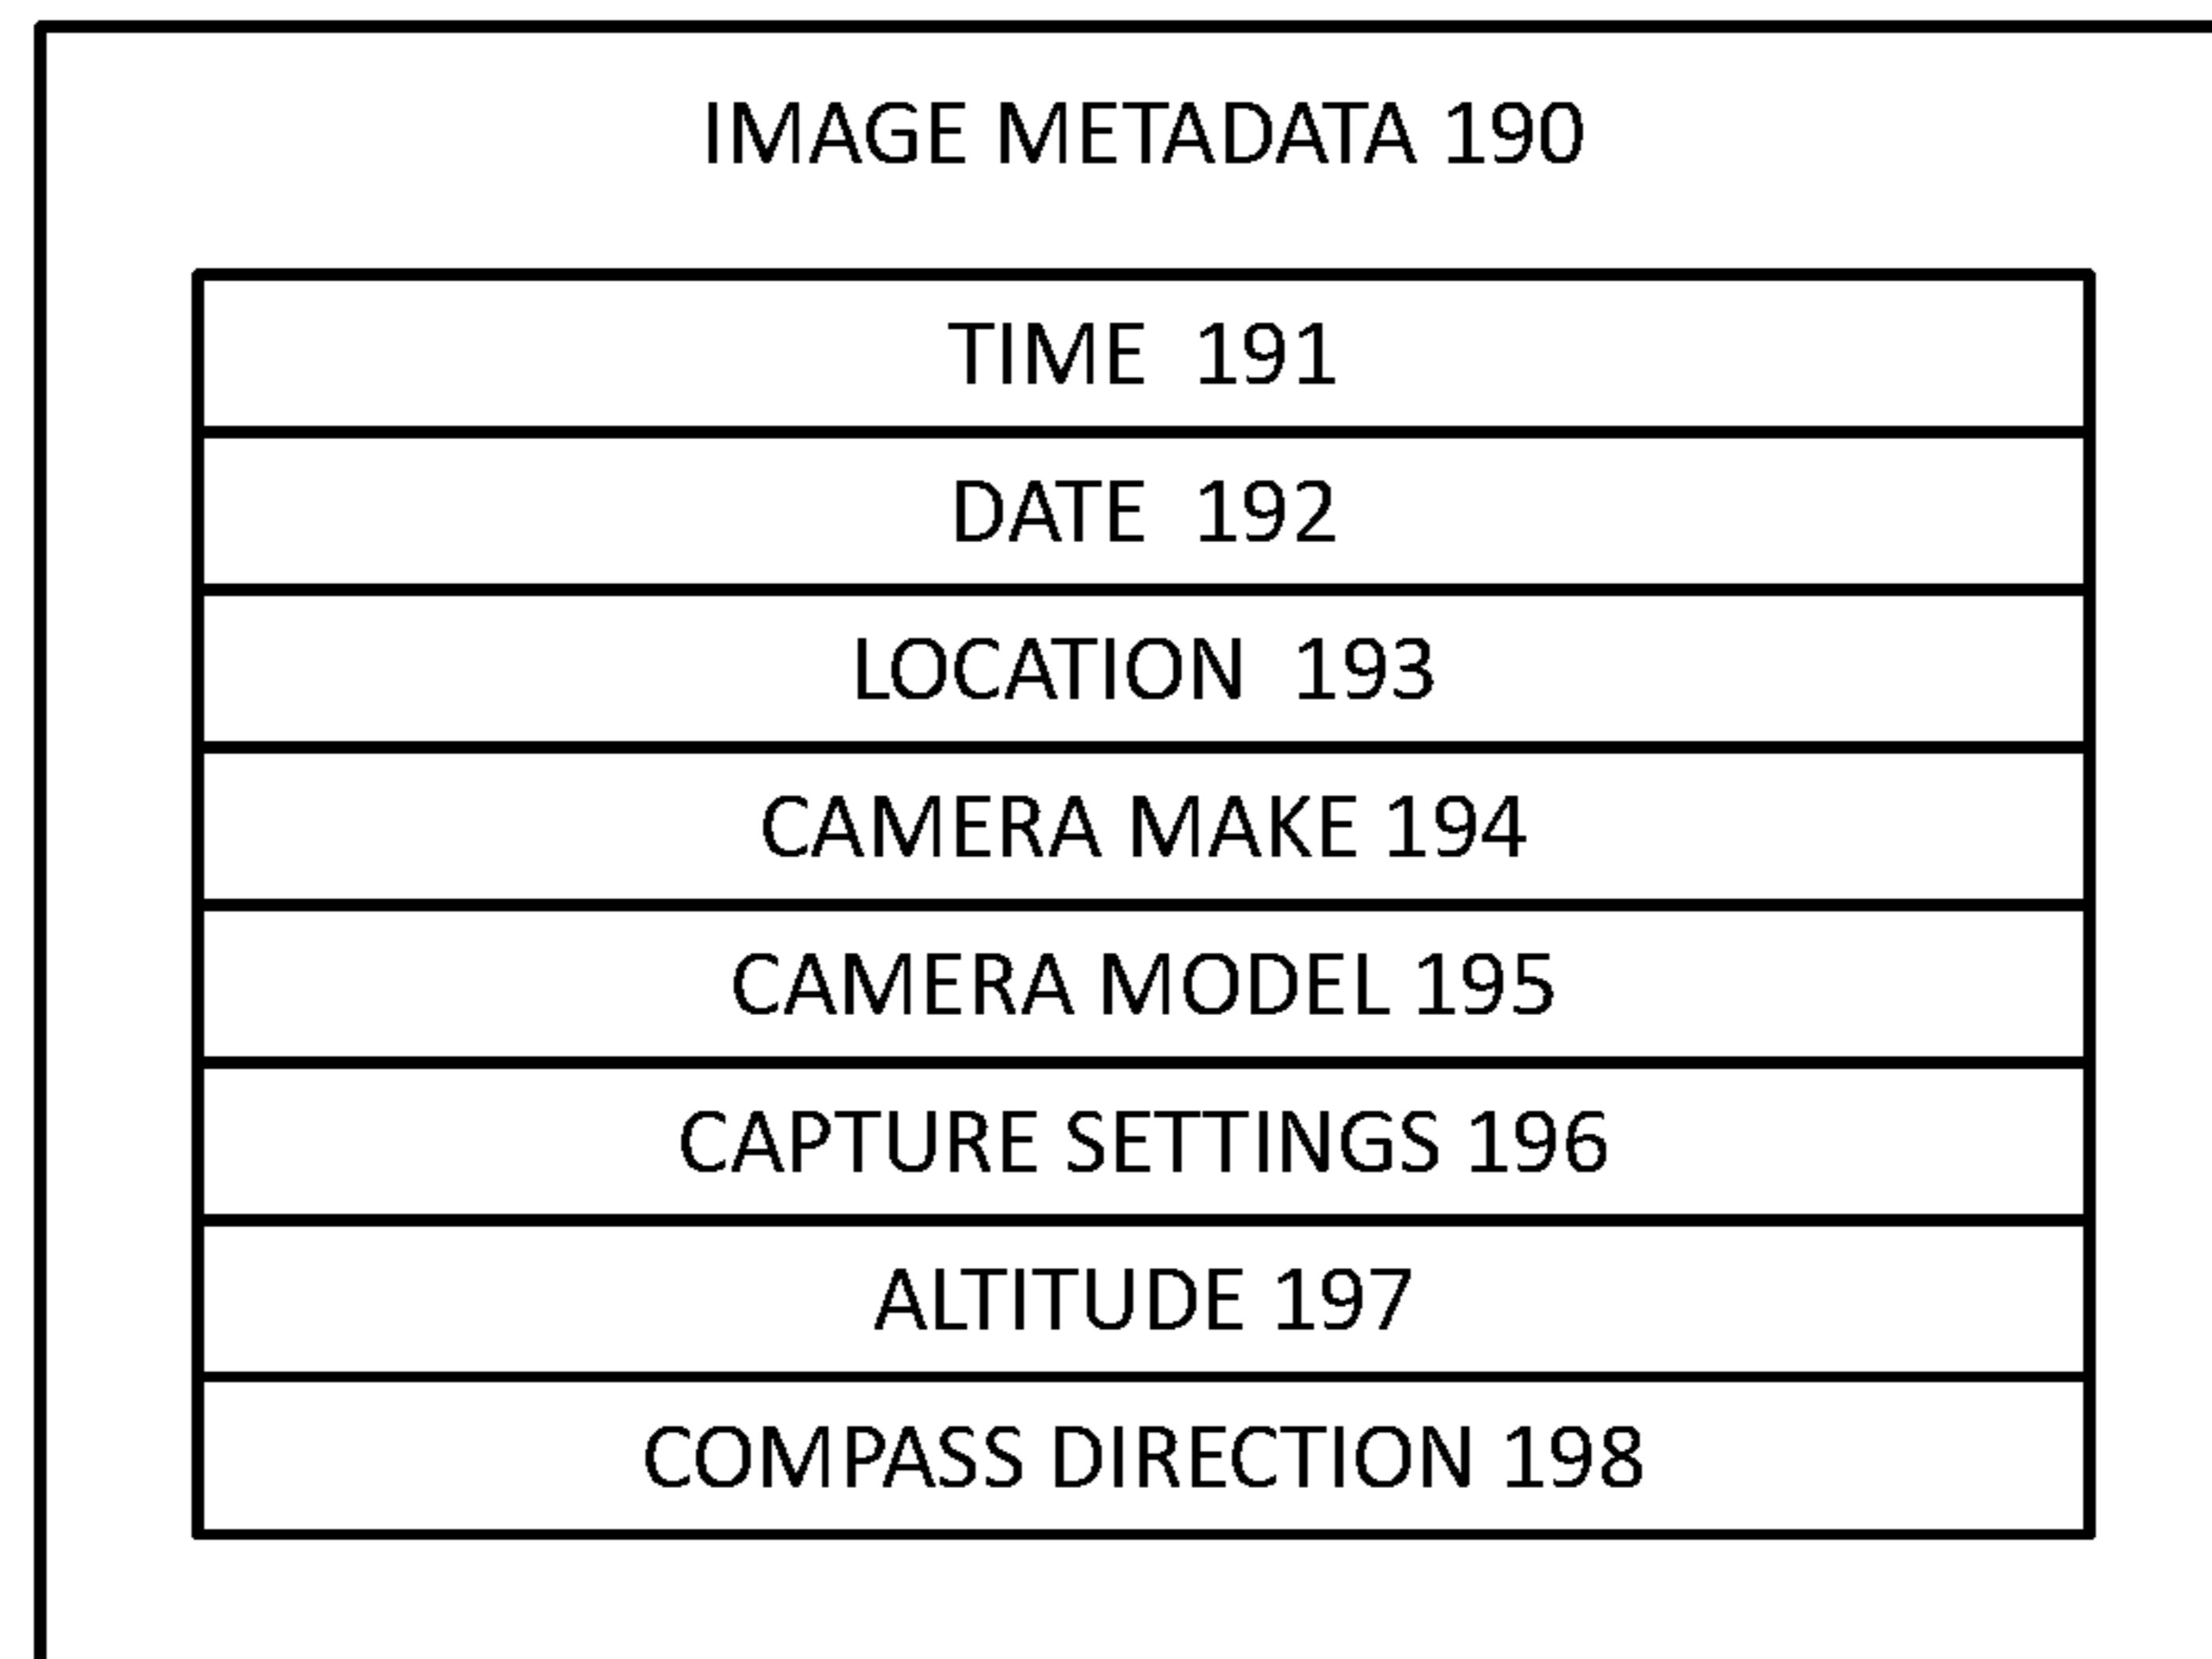 IMAGE METADATA 190
TIME 191
DATE 192
LOCATION 193
CAMERA MAKE 194
CAMERA MODEL 195
CAPTURE SETTINGS 196
ALTITUDE 197
COMPASS DIRECTION 198